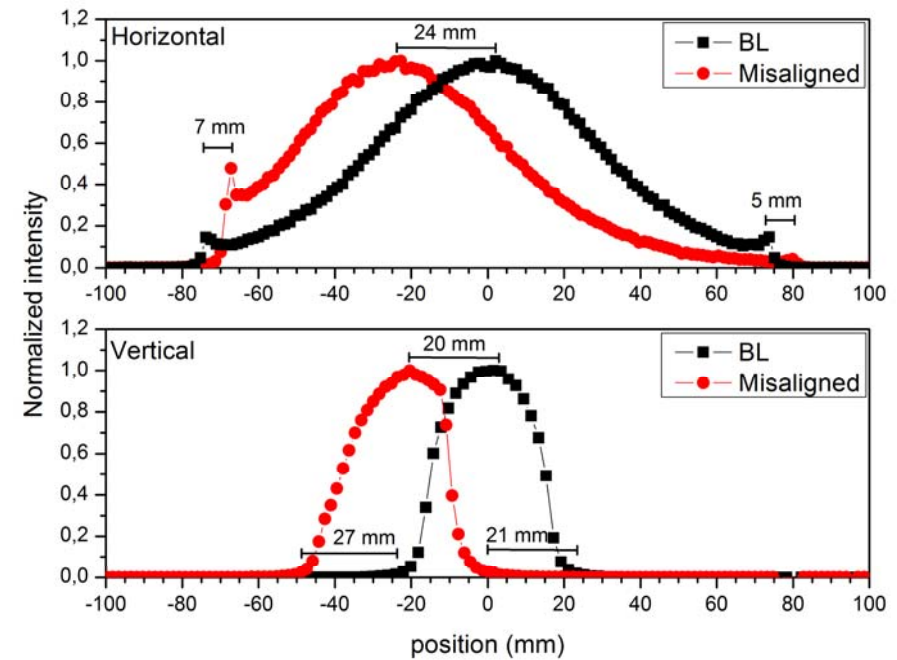 Normalized intensity
1,2
1,0
0,8
0,6
0,4
0,2
0,0
Horizontal
24 mm
7 mm
5 mm
BL
Misaligned
-100 -80 -60 -40 -20 0 20 40 60 80 100
1,2
1,0
0,8
0,6
0,4
0,2
0,0
Vertical
20 mm
27 mm
21 mm
BL
Misaligned
-100 -80 -60 -40 -20 0 20 40 60 80 100
position (mm)